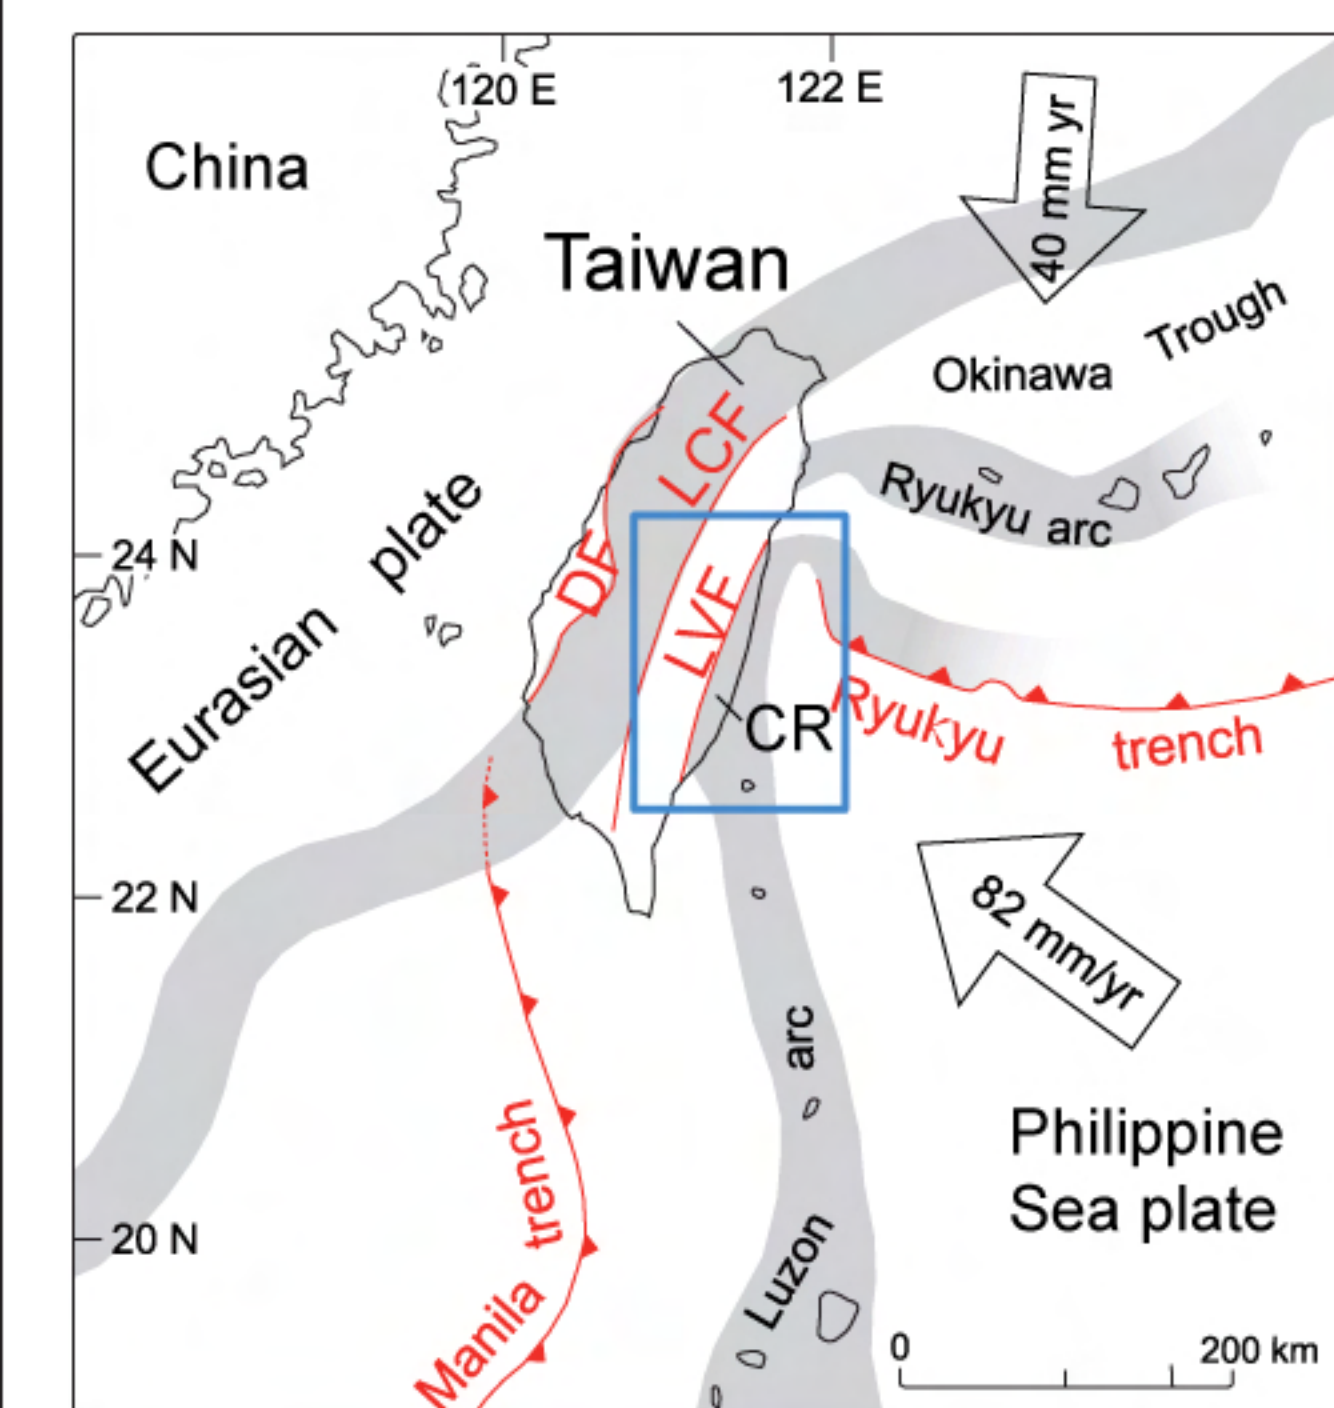 (120 E
122 E
China
40 mm yr
Taiwan
Okinawa
Trough
LCF
Ryukyu arc
Eurasian plate
24 N
DF
LVF
CR
Ryukyu trench
22 N
82 mm/yr
Philippine
Sea plate
20 N
Manila trench
Luzon arc
0
200 km